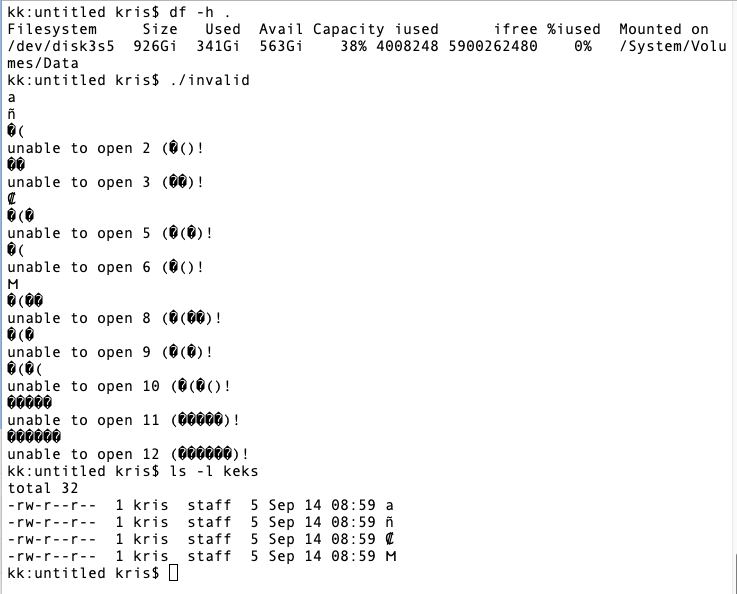 kk:untitled kris$ df -h .
Filesystem     Size   Used  Avail Capacity iused      ifree %iused  Mounted on
/dev/disk3s5  926Gi  341Gi  563Gi    38% 4008248 5900262480    0%   /System/Volu
mes/Data
kk:untitled kris$ ./invalid
a
ñ
�(
unable to open 2 (�()!
��
unable to open 3 (��)!
₡
�(�
unable to open 5 (�(�)!
�(
unable to open 6 (�()!
M
�(��
unable to open 8 (�(��)!
�(�
unable to open 9 (�(�)!
�(�(
unable to open 10 (�(�()!
�����
unable to open 11 (�����)!
������
unable to open 12 (������)!
kk:untitled kris$ ls -l keks
total 32
-rw-r--r--  1 kris  staff  5 Sep 14 08:59 a
-rw-r--r--  1 kris  staff  5 Sep 14 08:59 ñ
-rw-r--r--  1 kris  staff  5 Sep 14 08:59 ₡
-rw-r--r--  1 kris  staff  5 Sep 14 08:59 M
kk:untitled kris$